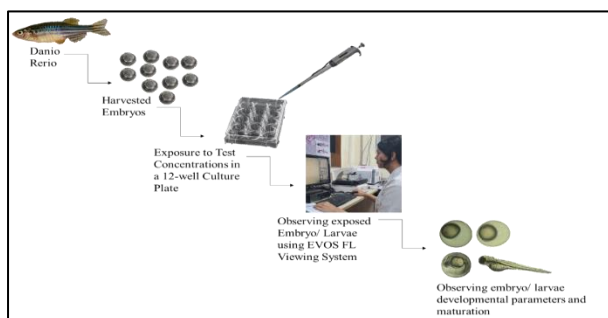 Danio
Rerio
Harvested
Embryos
Exposure to Test
Concentrations in
a 12-well Culture
Plate
Observing exposed
Embryo/ Larvae
using EVOS FL
Viewing System
Observing embryo/ larvae
developmental parameters and
maturation